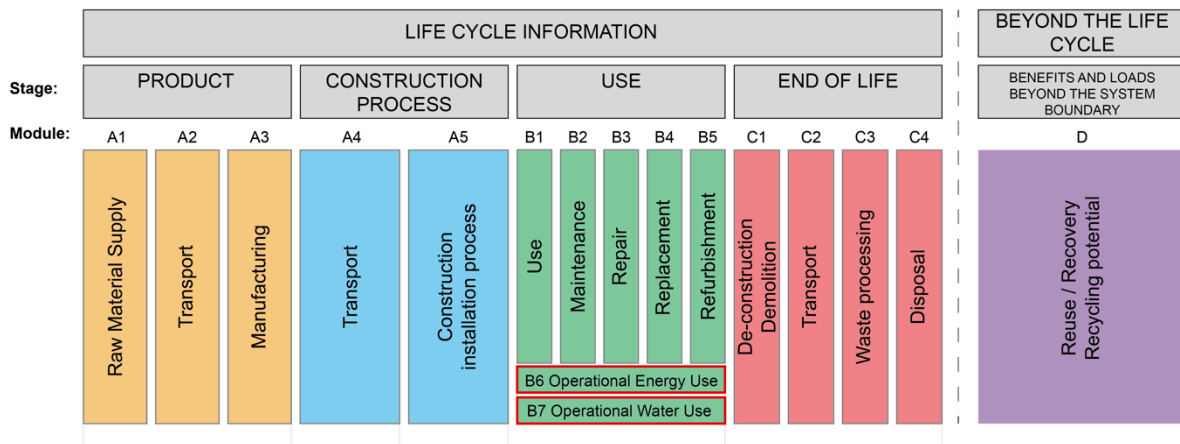 LIFE CYCLE INFORMATION
BEYOND THE LIFE
CYCLE
Stage:
PRODUCT
CONSTRUCTION
PROCESS
USE
END OF LIFE
BENEFITS AND LOADS
BEYOND THE SYSTEM
BOUNDARY
Module:
A1
A2
A3
A4
A5
B1
B2
B3
B4
B5
C1
C2
C3
C4
D
Raw Material Supply
Transport
Manufacturing
Transport
Construction
installation process
Use
Maintenance
Repair
Replacement
Refurbishment
B6 Operational Energy Use
B7 Operational Water Use
De-construction
Demolition
Transport
Waste processing
Disposal
Reuse / Recovery
Recycling potential